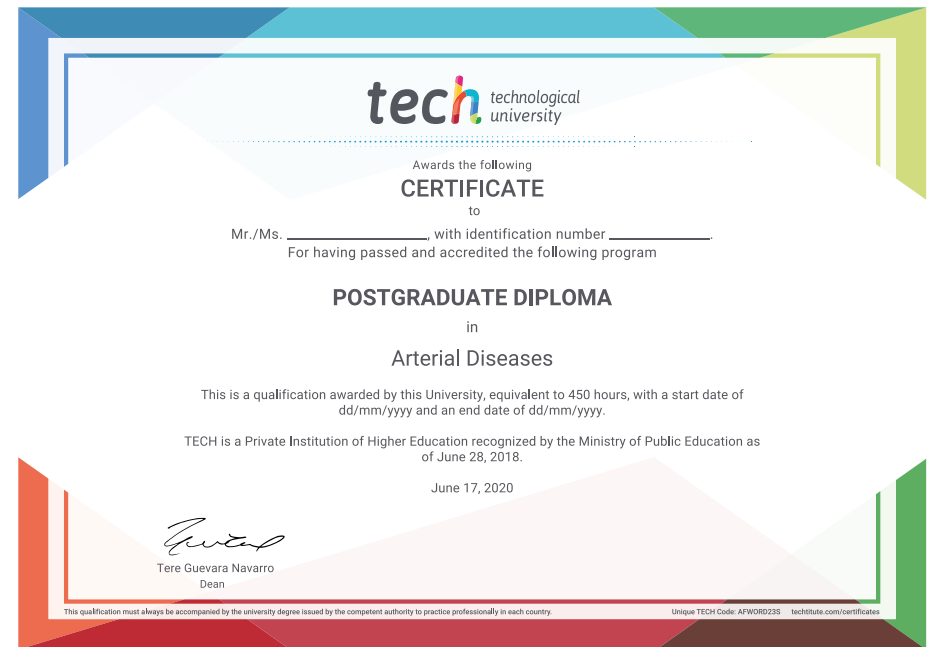 tech technological
university
Awards the following
CERTIFICATE
to
Mr./Ms. ____________________, with identification number ______________.
For having passed and accredited the following program
POSTGRADUATE DIPLOMA
in
Arterial Diseases
This is a qualification awarded by this University, equivalent to 450 hours, with a start date of
dd/mm/yyyy and an end date of dd/mm/yyyy.
TECH is a Private Institution of Higher Education recognized by the Ministry of Public Education as
of June 28, 2018.
June 17, 2020
Tere Guevara Navarro
Dean
This qualification must always be accompanied by the university degree issued by the competent authority to practice professionally in each country.
Unique TECH Code: AFWORD23S techtitute.com/certificates